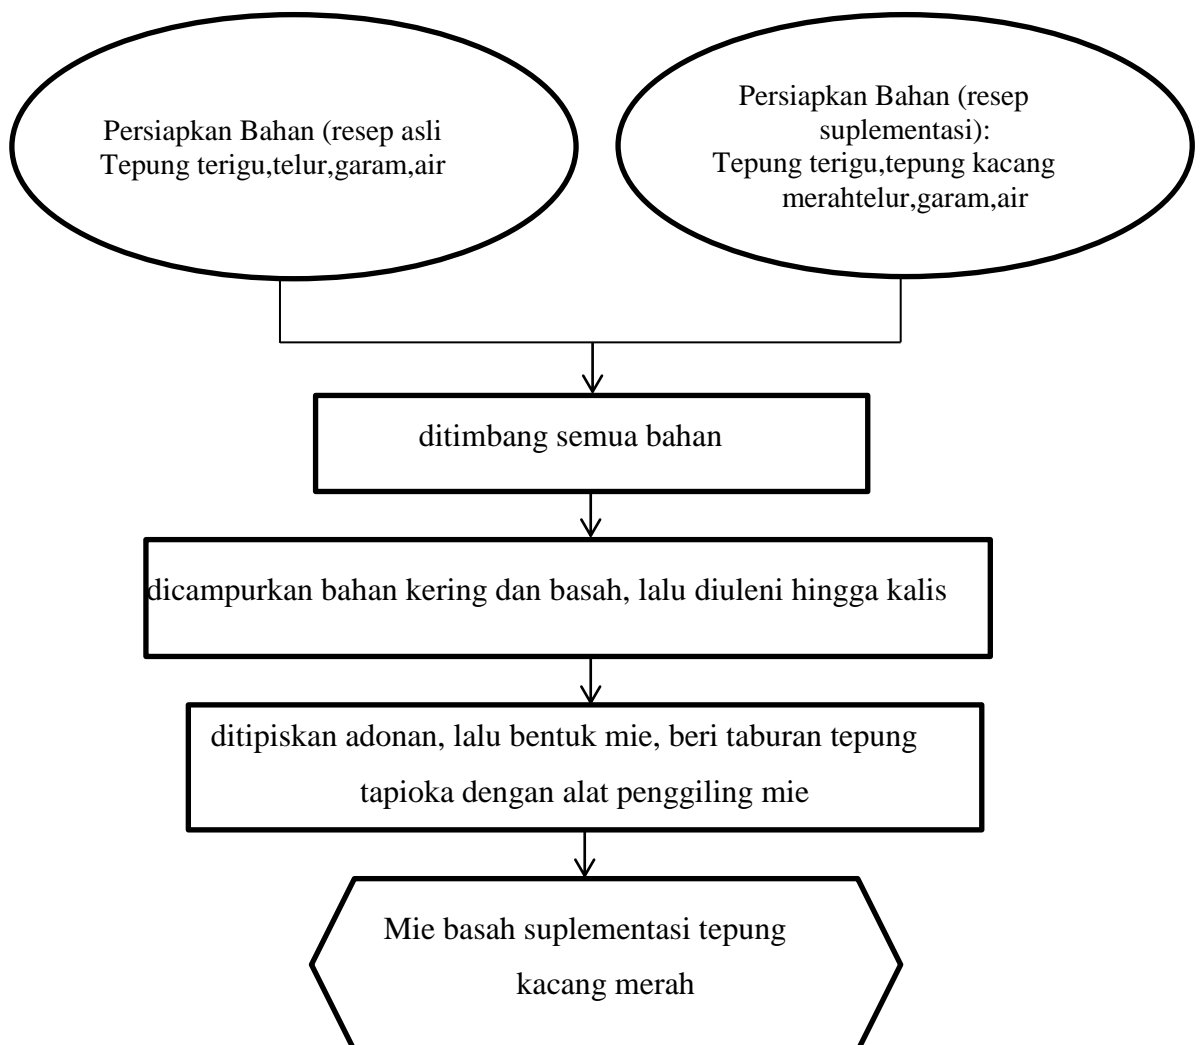 Persiapkan Bahan (resep asli
Tepung terigu,telur,garam,air
Persiapkan Bahan (resep
suplementasi):
Tepung terigu,tepung kacang
merahtelur,garam,air
ditimbang semua bahan
dicampurkan bahan kering dan basah, lalu diuleni hingga kalis
ditipiskan adonan, lalu bentuk mie, beri taburan tepung
tapioka dengan alat penggiling mie
Mie basah suplementasi tepung
kacang merah